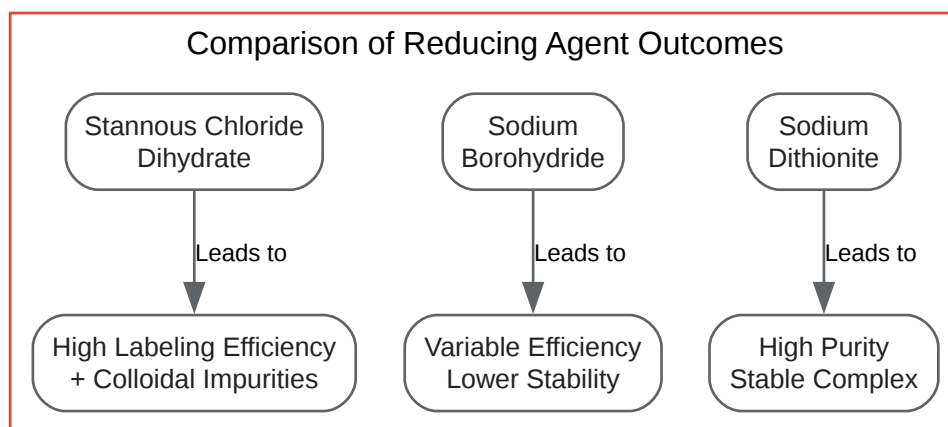 Comparison of Reducing Agent Outcomes
Stannous Chloride
Dihydrate
Sodium
Borohydride
Sodium
Dithionite
Leads to
Leads to
Leads to
High Labeling Efficiency
+ Colloidal Impurities
Variable Efficiency
Lower Stability
High Purity
Stable Complex